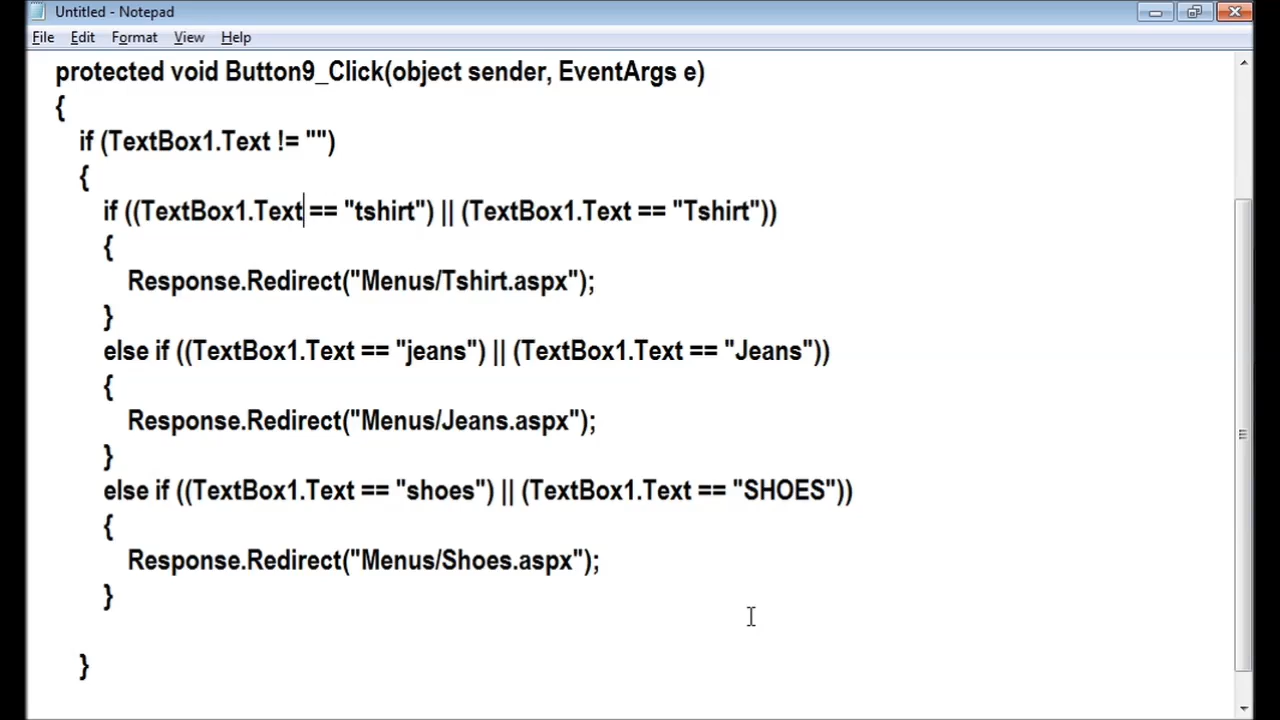 Untitled - Notepad
File Edit Format View Help
protected void Button9_Click(object sender, EventArgs e)
{
if (TextBox1.Text != "")
{
if ((TextBox1.Text == "tshirt") || (TextBox1.Text == "Tshirt"))
{
Response.Redirect("Menus/Tshirt.aspx");
}
else if ((TextBox1.Text == "jeans") || (TextBox1.Text == "Jeans"))
{
Response.Redirect("Menus/Jeans.aspx");
}
else if ((TextBox1.Text == "shoes") || (TextBox1.Text == "SHOES"))
{
Response.Redirect("Menus/Shoes.aspx");
}
}